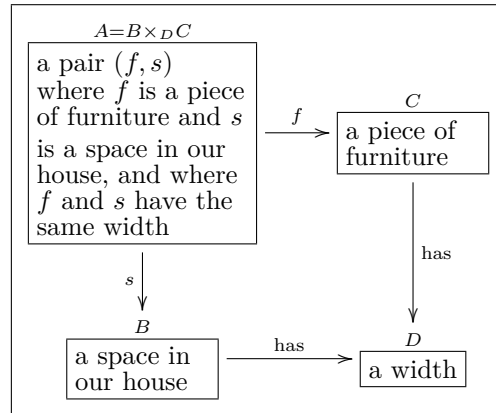 A=B×_D C
a pair (f, s)
where f is a piece
of furniture and s
is a space in our
house, and where
f and s have the
same width
f
C
a piece of
furniture
s
has
B
a space in
our house
has
D
a width